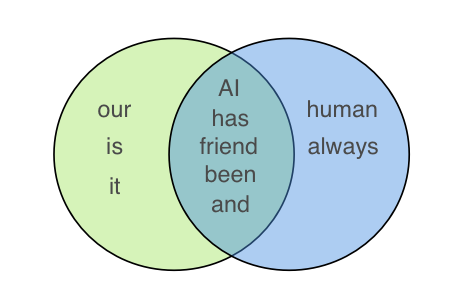 our
is
it
AI
has
friend
been
and
human
always